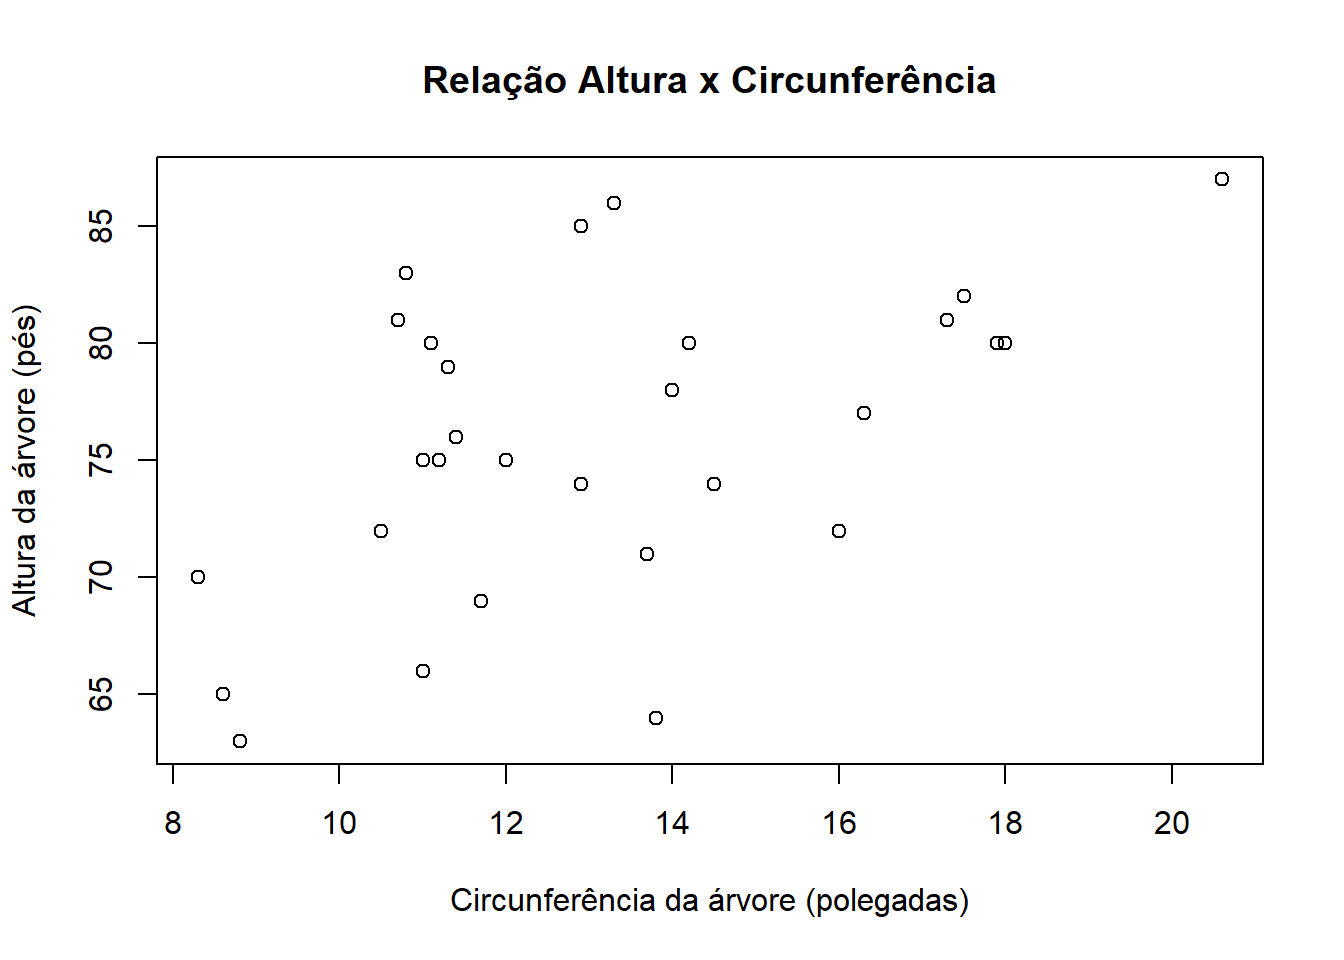 Relação Altura x Circunferência
Altura da árvore (pés)
85
80
75
70
65
8 10 12 14 16 18 20
Circunferência da árvore (polegadas)